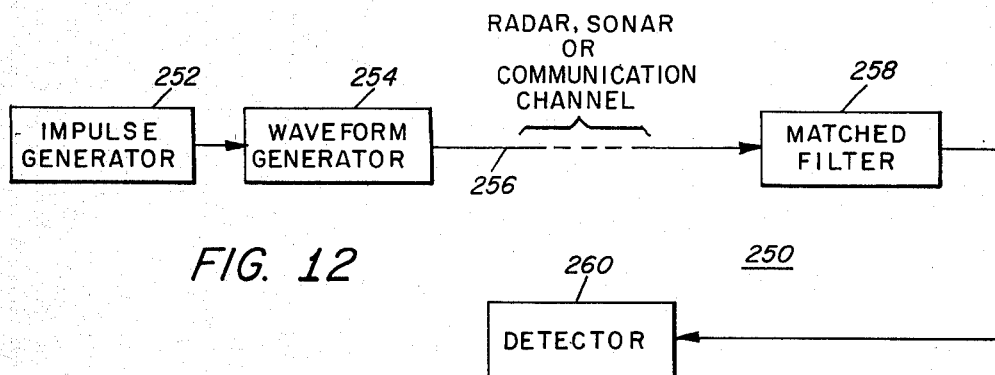 RADAR, SONAR
OR
COMMUNICATION
CHANNEL
252
254
258
IMPULSE
GENERATOR
WAVEFORM
GENERATOR
256
MATCHED
FILTER
FIG. 12
260
250
DETECTOR